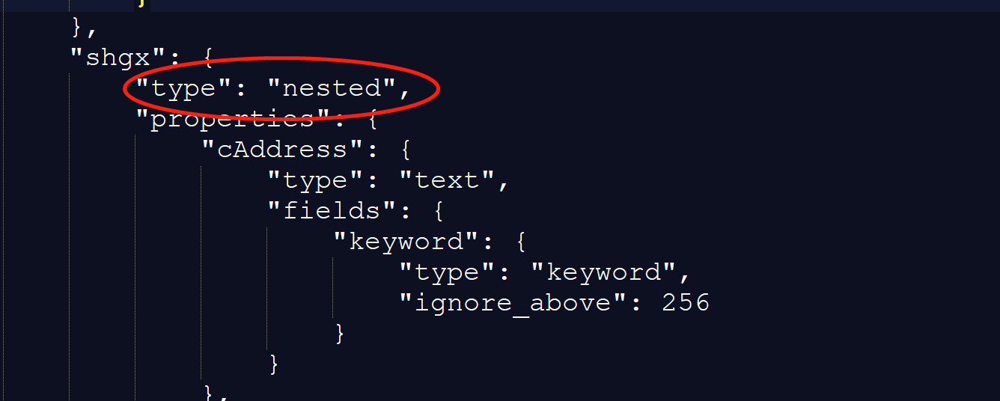 }
},
"shgx": {
"type": "nested",
"properties": {
"cAddress": {
"type": "text",
"fields": {
"keyword": {
"type": "keyword",
"ignore_above": 256
}
}
},